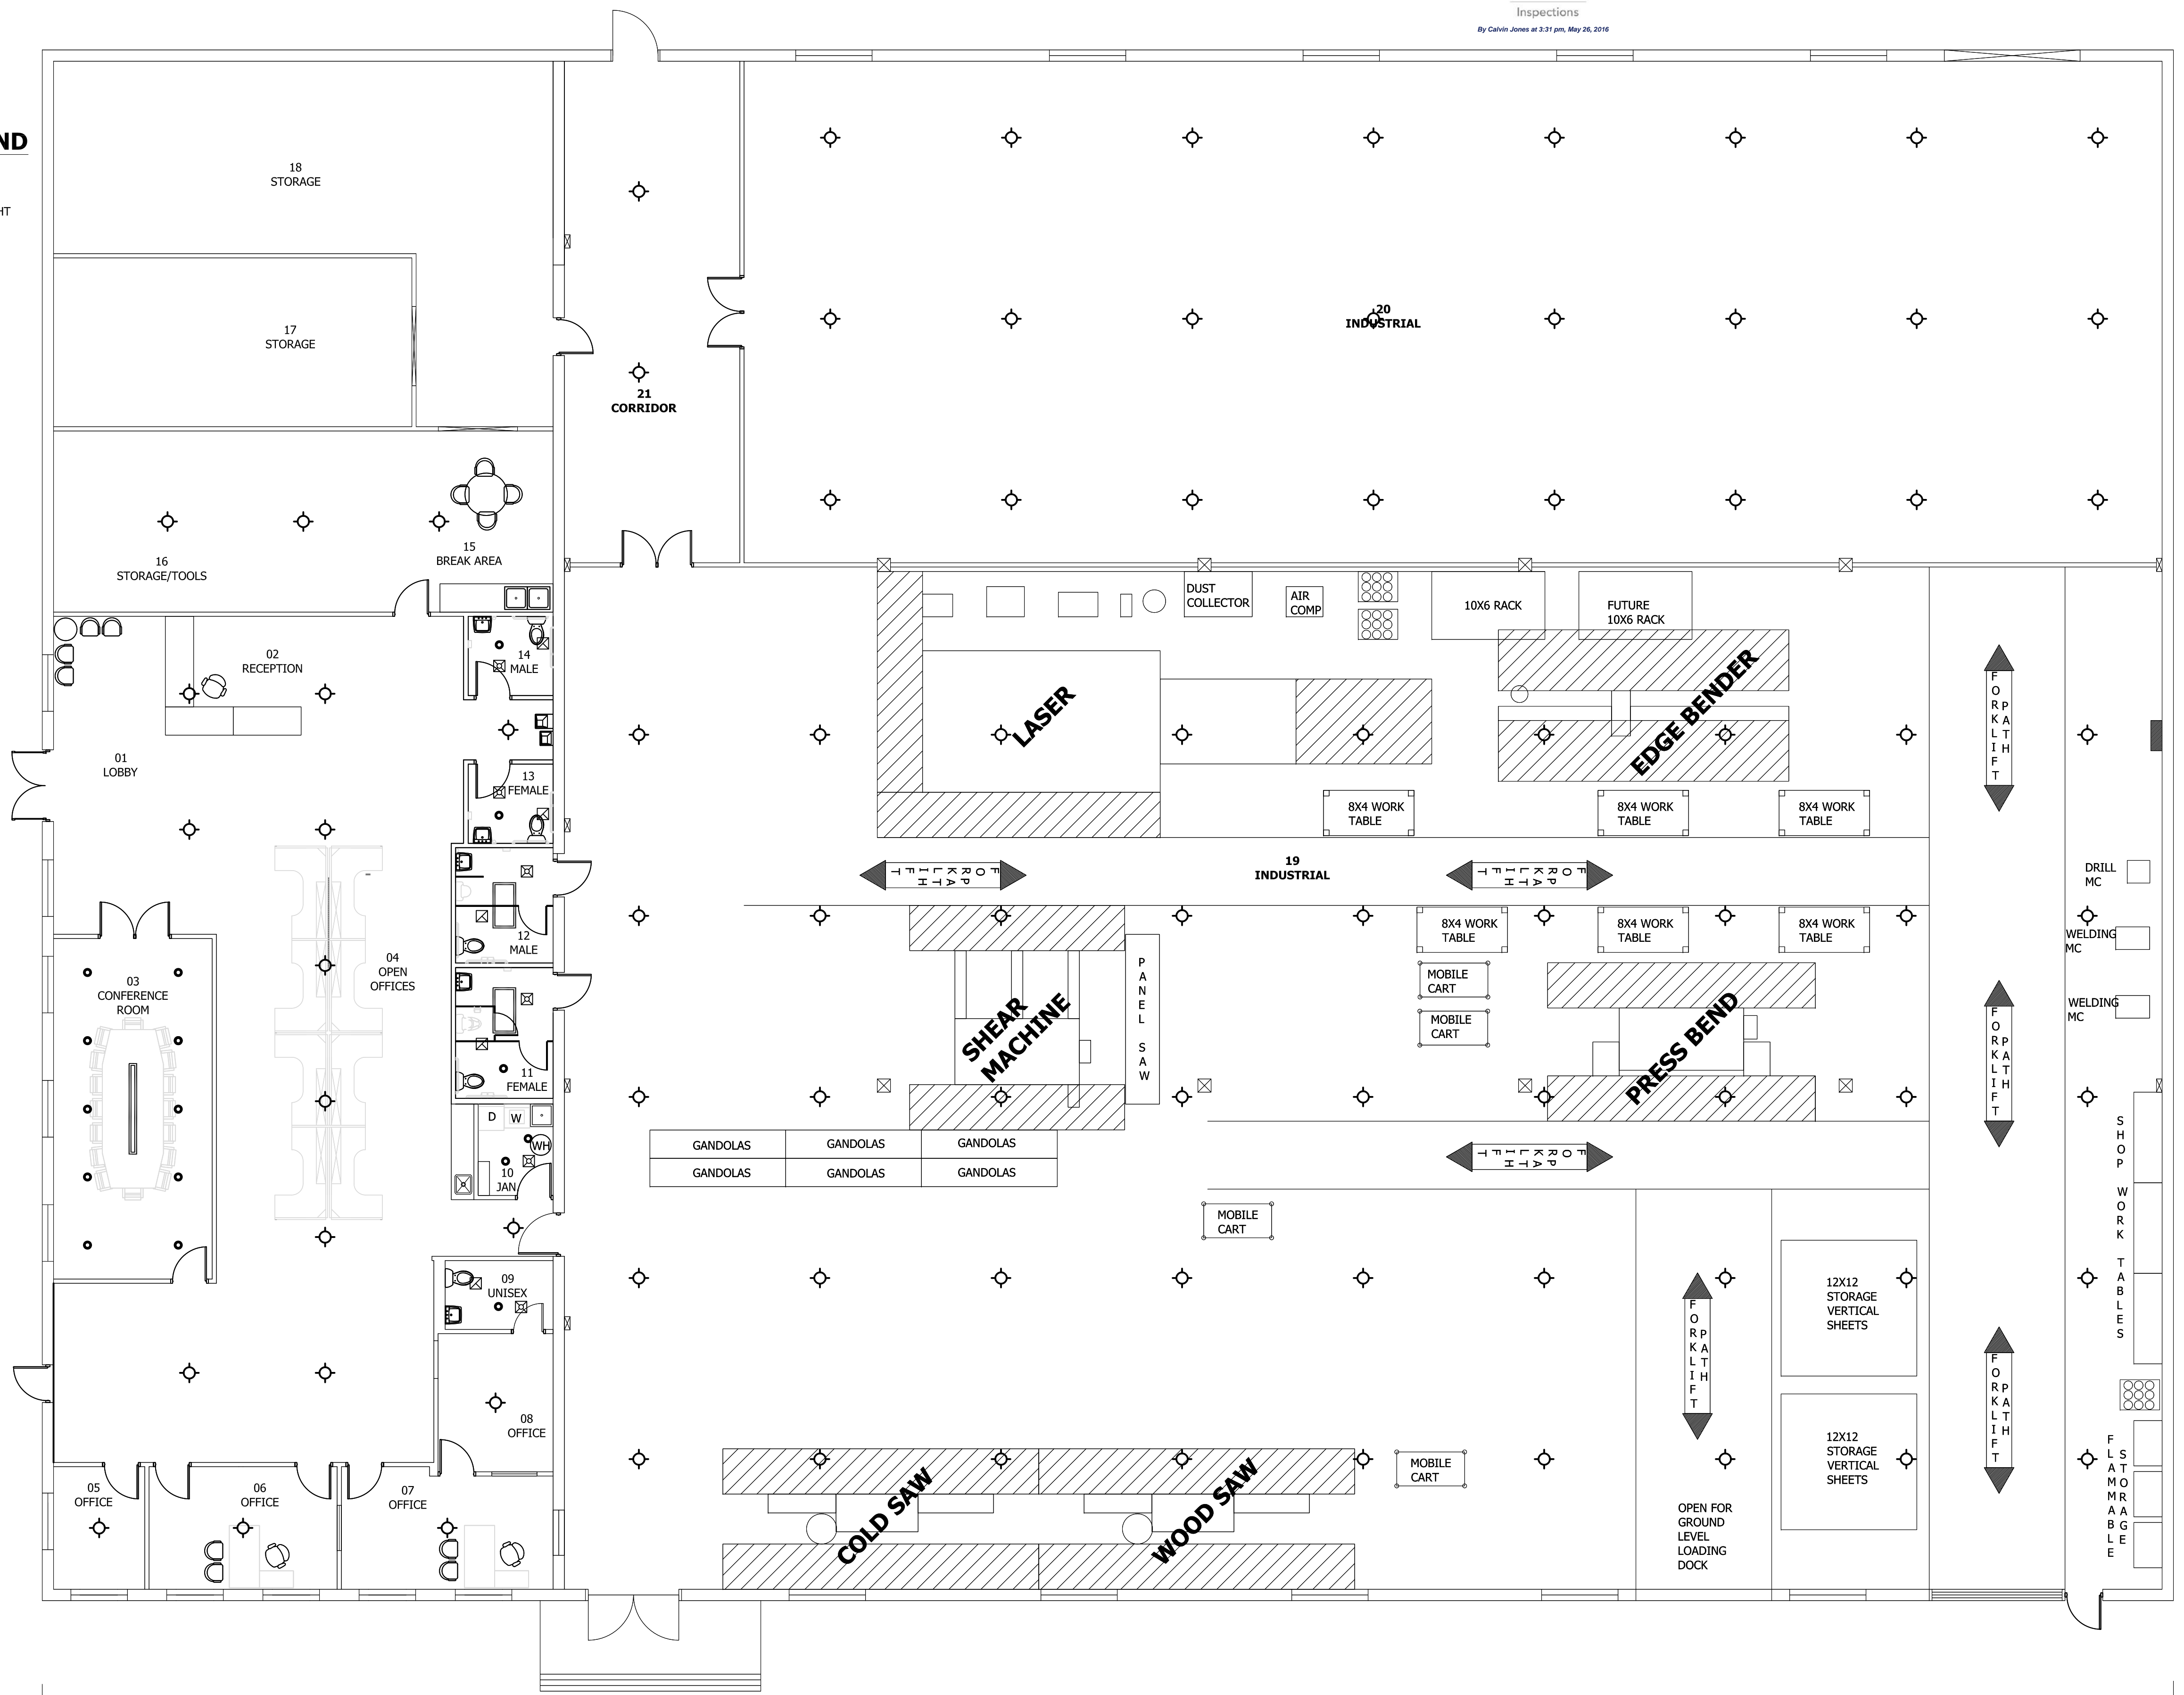 Inspections
By Calvin Jones at 3:31 pm, May 26, 2016
ND
HT
18
STORAGE
17
STORAGE
21
CORRIDOR
20
INDUSTRIAL
16
STORAGE/TOOLS
15
BREAK AREA
02
RECEPTION
14
MALE
01
LOBBY
13
FEMALE
03
CONFERENCE
ROOM
04
OPEN
OFFICES
12
MALE
11
FEMALE
D
W
WH
10
JAN
09
UNISEX
08
OFFICE
05
OFFICE
06
OFFICE
07
OFFICE
DUST
COLLECTOR
AIR
COMP
10X6 RACK
FUTURE
10X6 RACK
LASER
EDGE BENDER
8X4 WORK
TABLE
8X4 WORK
TABLE
8X4 WORK
TABLE
FORKLIFT
PATH
FORKLIFT
PATH
19
INDUSTRIAL
FORKLIFT
PATH
DRILL
MC
8X4 WORK
TABLE
8X4 WORK
TABLE
8X4 WORK
TABLE
WELDING
MC
WELDING
MC
MOBILE
CART
MOBILE
CART
PANEL SAW
SHEAR
MACHINE
PRESS BEND
FORKLIFT
PATH
GANDOLAS
GANDOLAS
GANDOLAS
GANDOLAS
GANDOLAS
GANDOLAS
FORKLIFT
PATH
SHOP WORK TABLES
MOBILE
CART
FORKLIFT
PATH
12X12
STORAGE
VERTICAL
SHEETS
FORKLIFT
PATH
COLD SAW
WOOD SAW
MOBILE
CART
12X12
STORAGE
VERTICAL
SHEETS
OPEN FOR
GROUND
LEVEL
LOADING
DOCK
FLAMMABLE
STORAGE